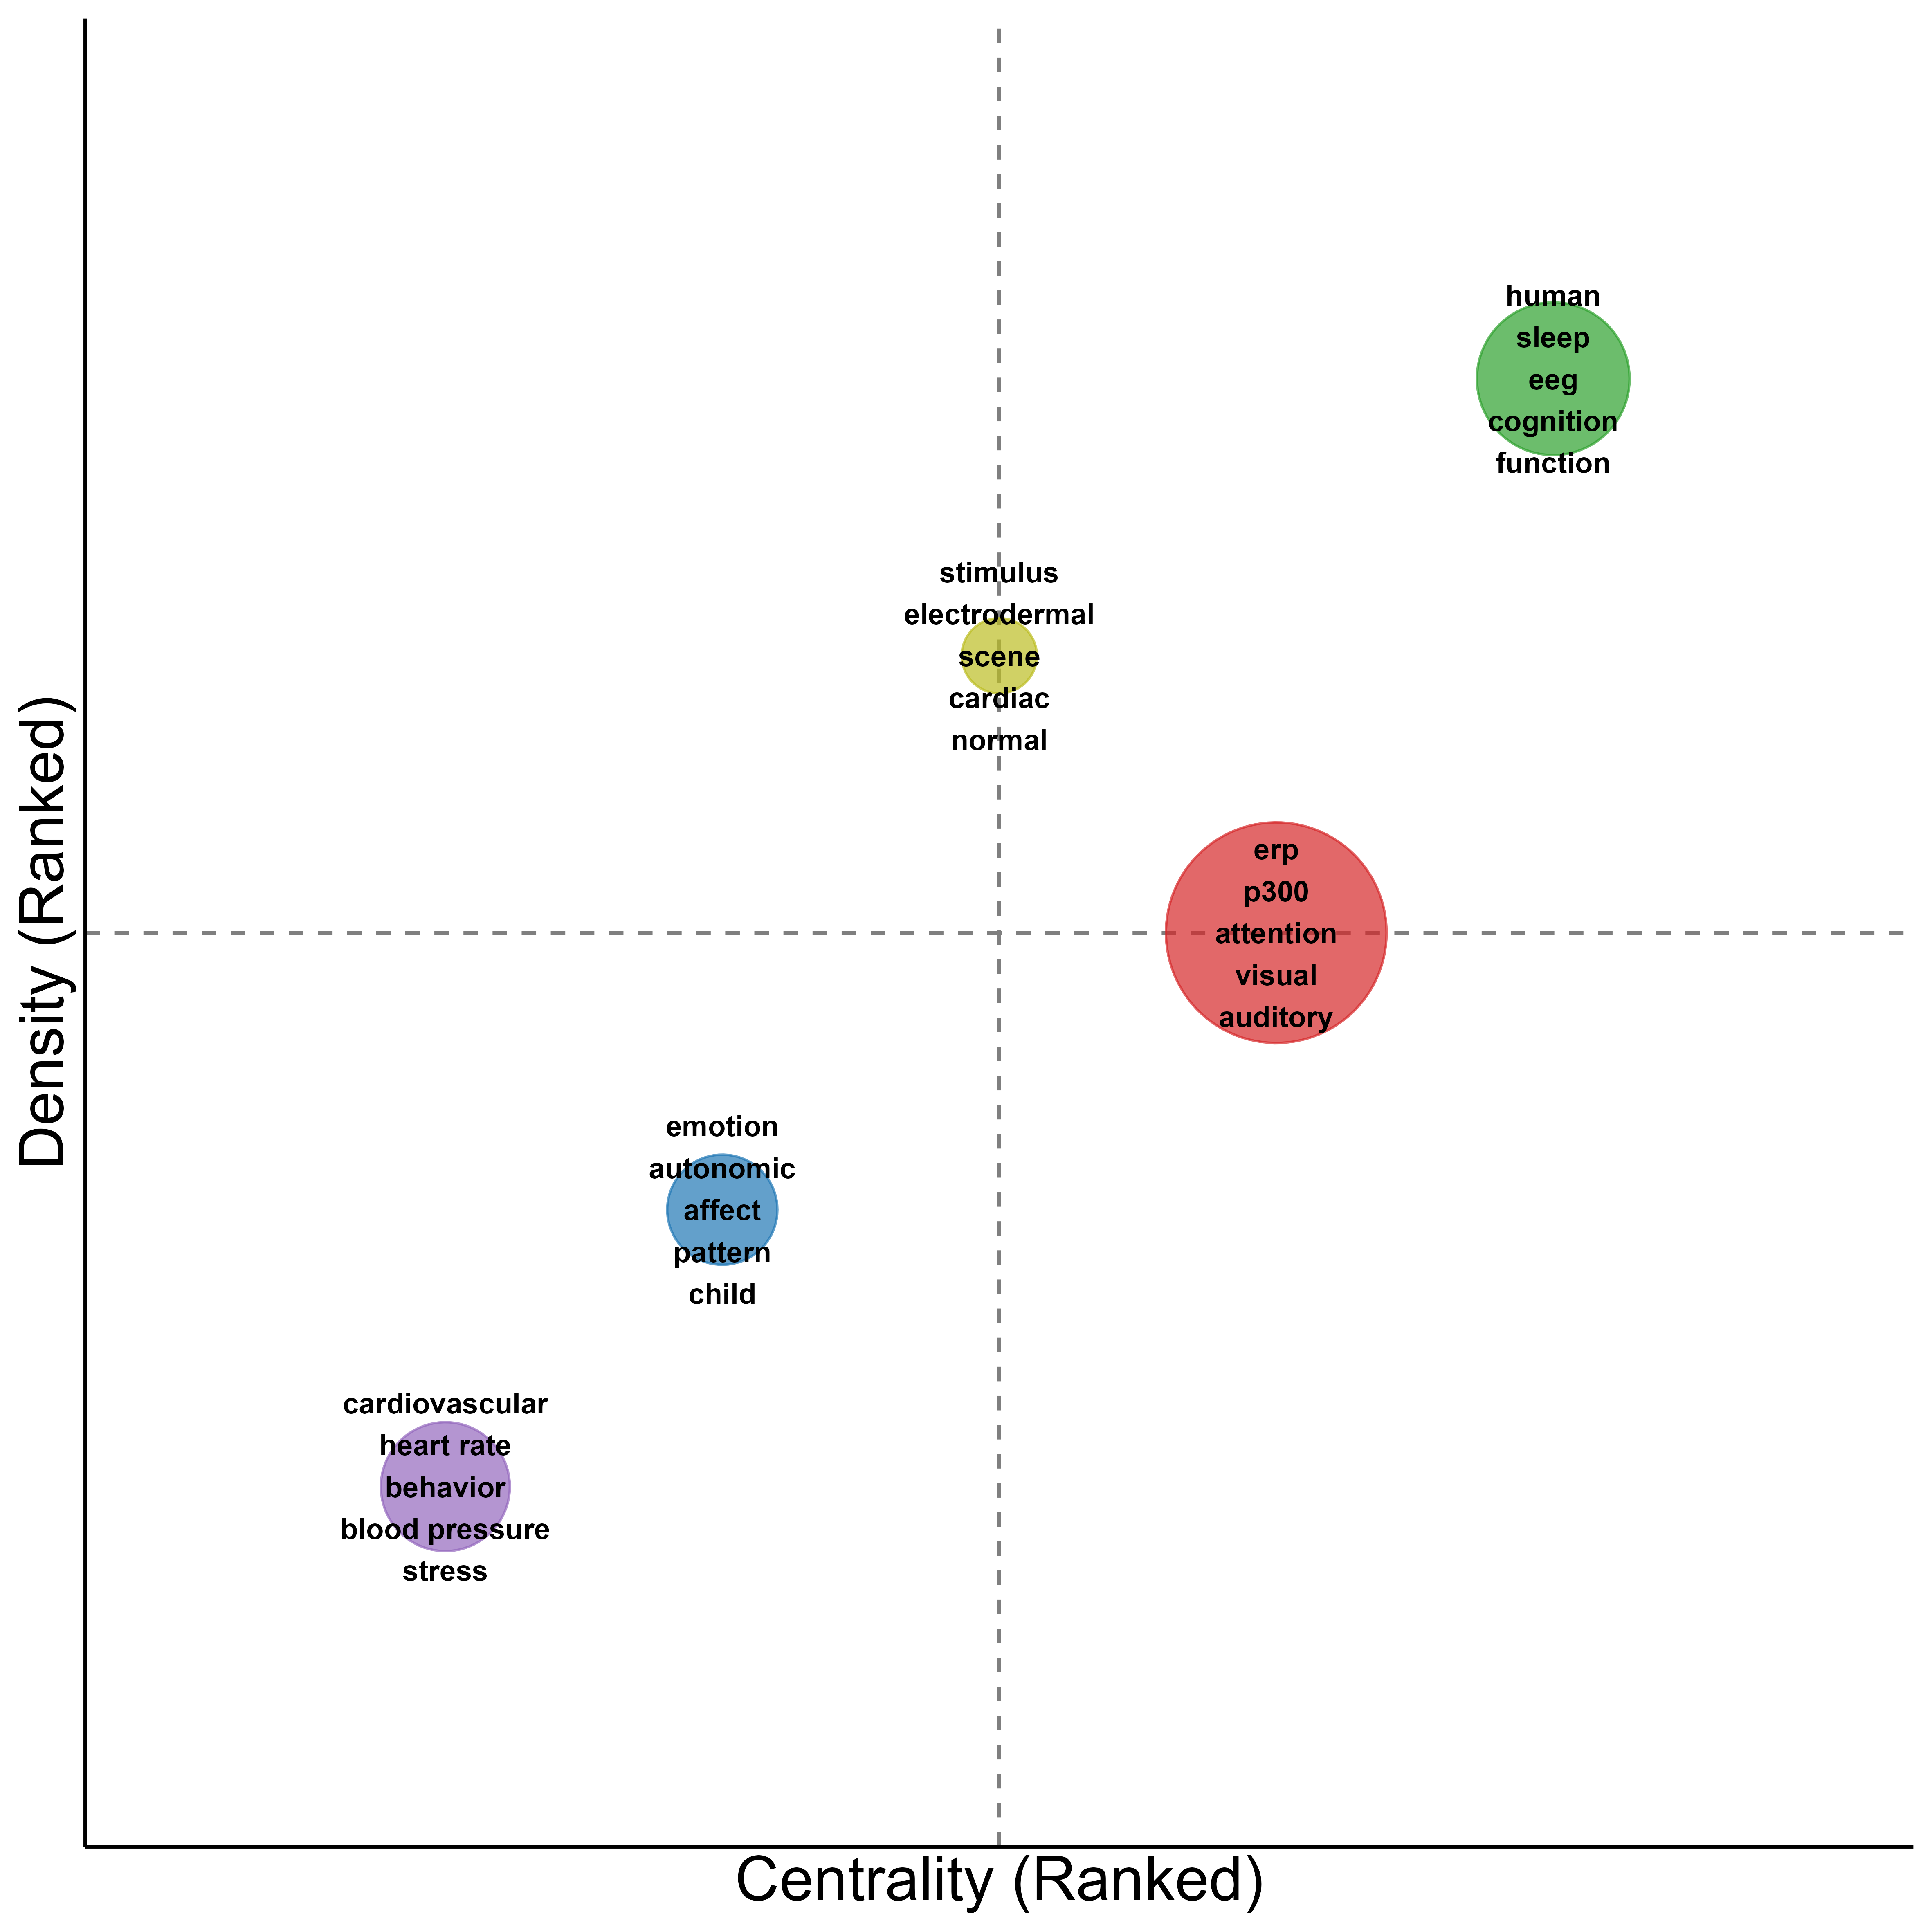 human
sleep
eeg
cognition
function
stimulus
electrodermal
scene
cardiac
normal
erp
p300
attention
visual
auditory
emotion
autonomic
affect
pattern
child
cardiovascular
heart rate
behavior
blood pressure
stress
Density (Ranked)
Centrality (Ranked)